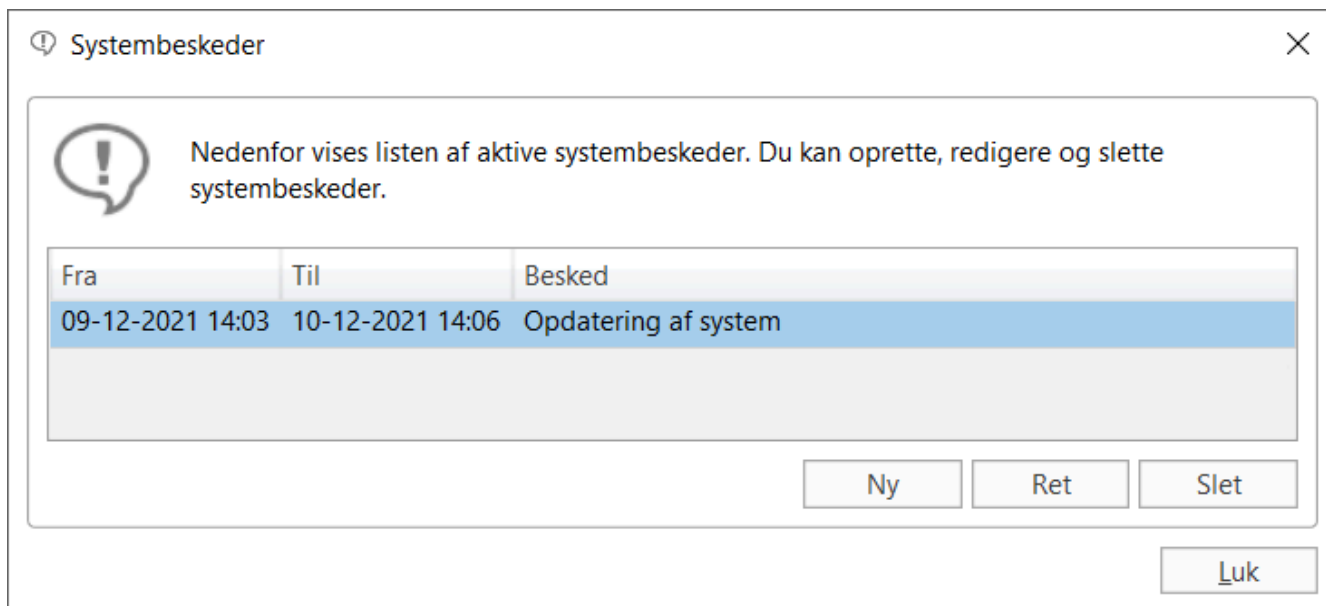 Systembeskeder
Nedenfor vises listen af aktive systembeskeder. Du kan oprette, redigere og slette
systembeskeder.
Fra Til Besked
09-12-2021 14:03 10-12-2021 14:06 Opdatering af system
Ny Ret Slet
Luk